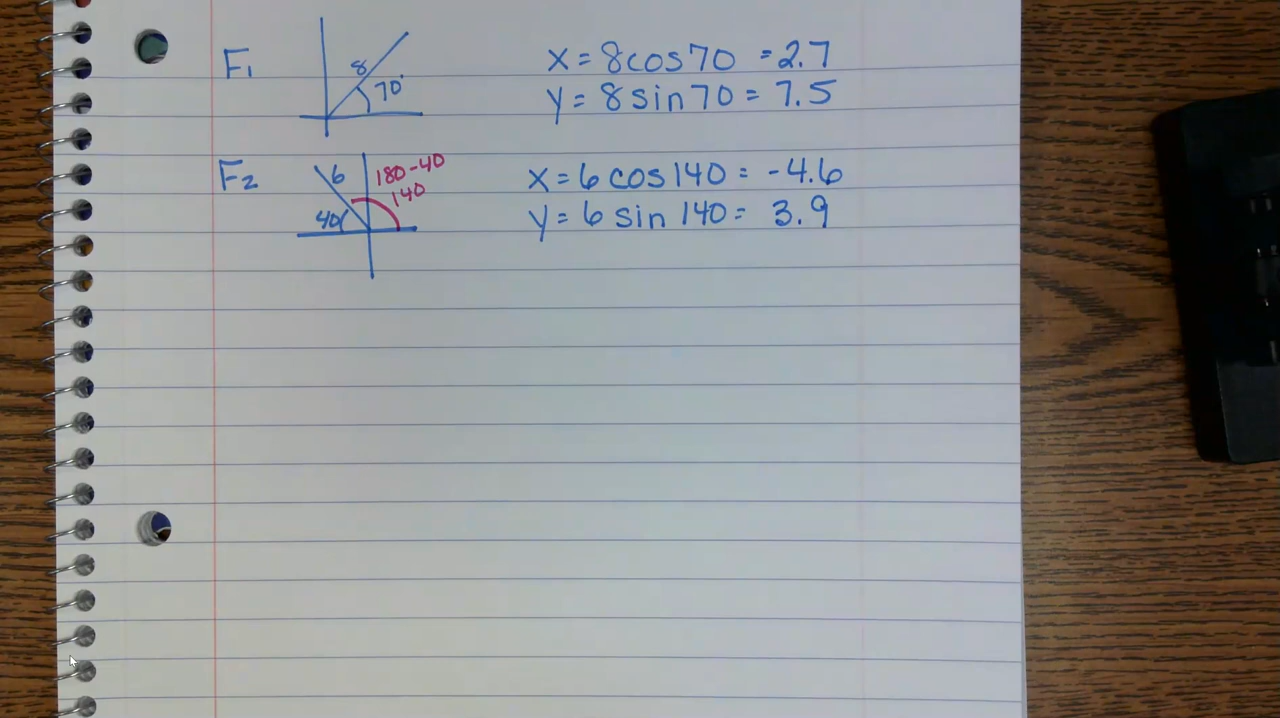 F₁
8
70°
x = 8cos70 = 2.7
y = 8 sin 70 = 7.5
F₂
6
180-40
140
40
x = 6 cos 140 = -4.6
y = 6 sin 140 = 3.9